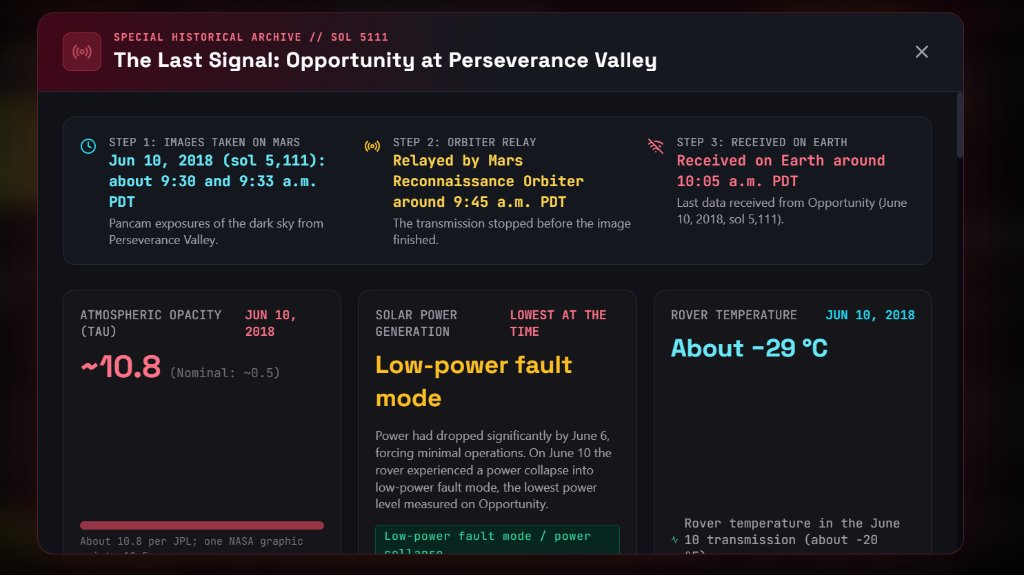 SPECIAL HISTORICAL ARCHIVE // SOL 5111
The Last Signal: Opportunity at Perseverance Valley
STEP 1: IMAGES TAKEN ON MARS
Jun 10, 2018 (sol 5,111):
about 9:30 and 9:33 a.m.
PDT
Pancam exposures of the dark sky from
Perseverance Valley.
STEP 2: ORBITER RELAY
Relayed by Mars
Reconnaissance Orbiter
around 9:45 a.m. PDT
The transmission stopped before the image
finished.
STEP 3: RECEIVED ON EARTH
Received on Earth around
10:05 a.m. PDT
Last data received from Opportunity (June
10, 2018, sol 5,111).
ATMOSPHERIC OPACITY
(TAU)
JUN 10,
2018
~10.8 (Nominal: ~0.5)
About 10.8 per JPL; one NASA graphic
SOLAR POWER
GENERATION
LOWEST AT THE
TIME
Low-power fault
mode
Power had dropped significantly by June 6,
forcing minimal operations. On June 10 the
rover experienced a power collapse into
low-power fault mode, the lowest power
level measured on Opportunity.
Low-power fault mode / power
collapse
ROVER TEMPERATURE
JUN 10, 2018
About −29 °C
Rover temperature in the June
10 transmission (about -20